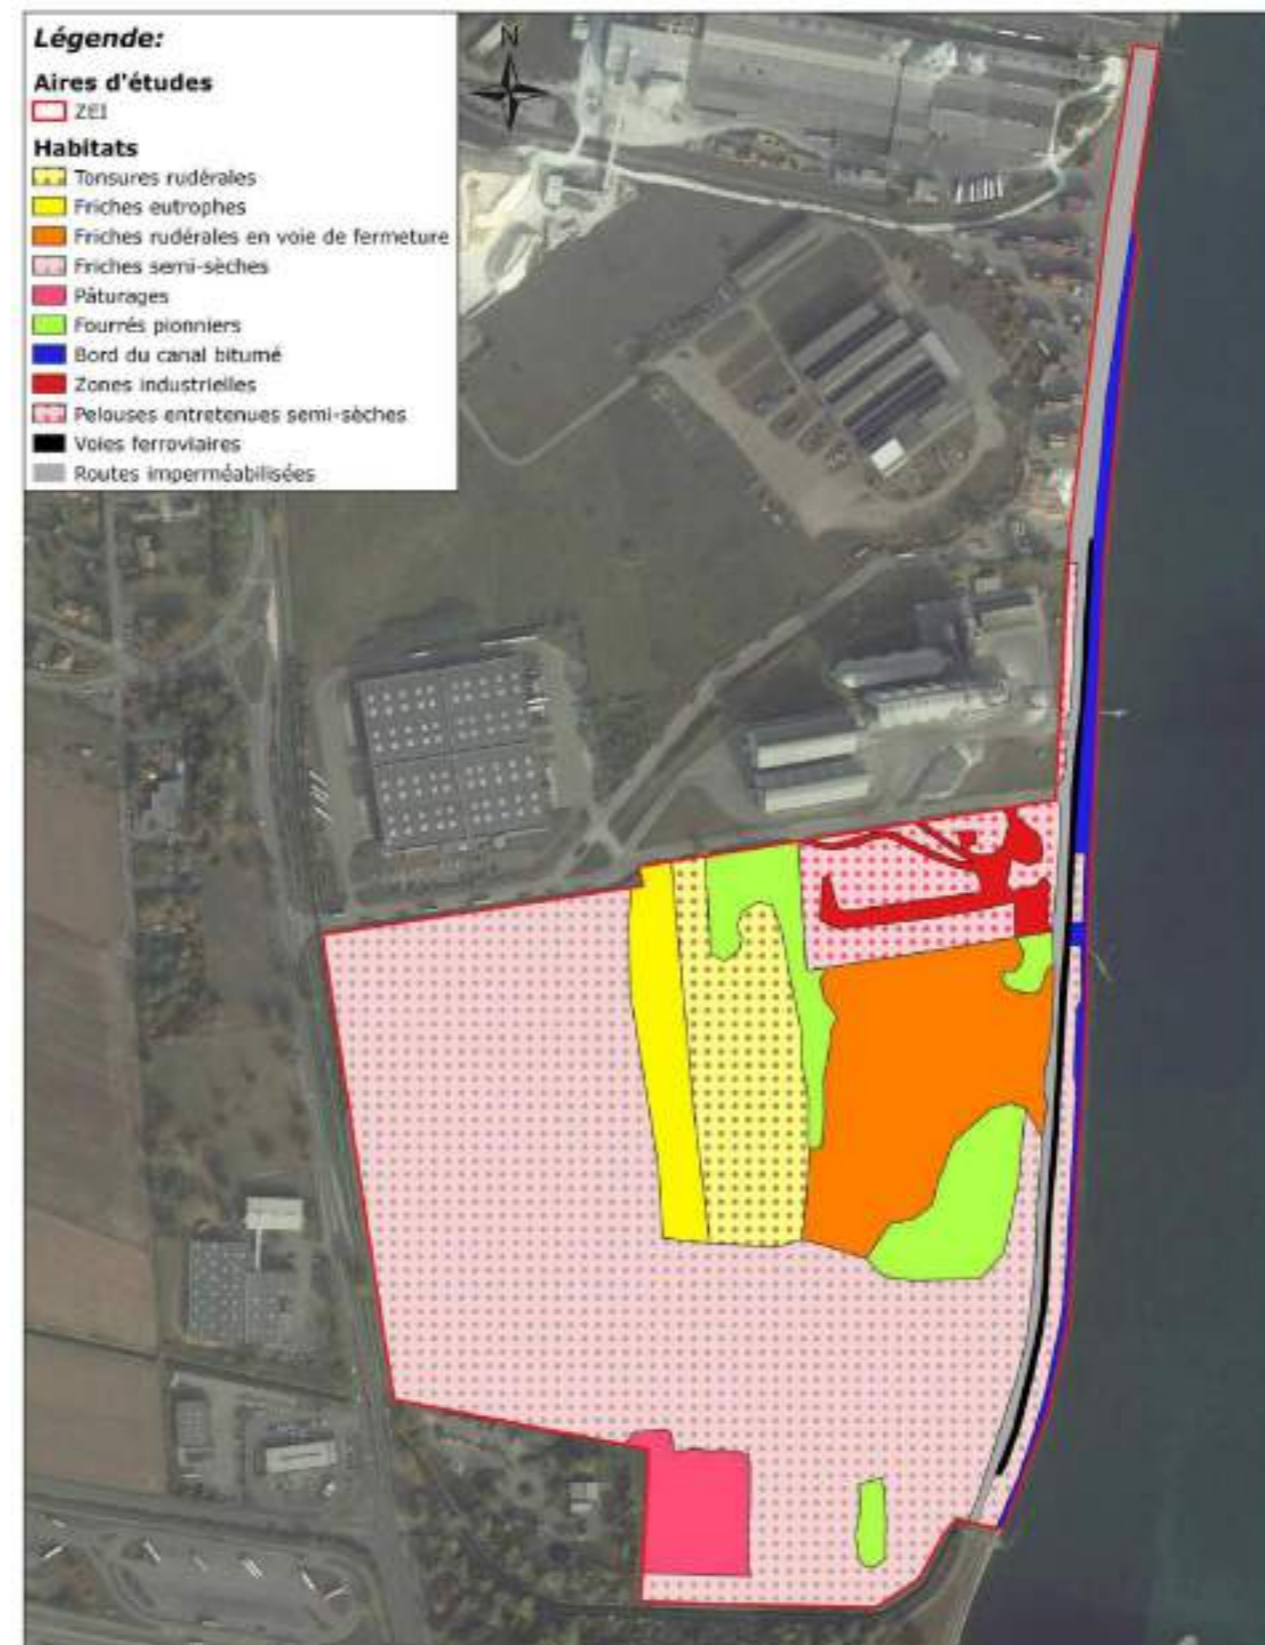 Légende:
N
Aires d'études
ZEI
Habitats
Tonsures rudérales
Friches eutrophes
Friches rudérales en voie de fermeture
Friches semi-sèches
Pâturages
Fourrés pionniers
Bord du canal bitumé
Zones industrielles
Pelouses entretenues semi-sèches
Voies ferroviaires
Routes imperméabilisées